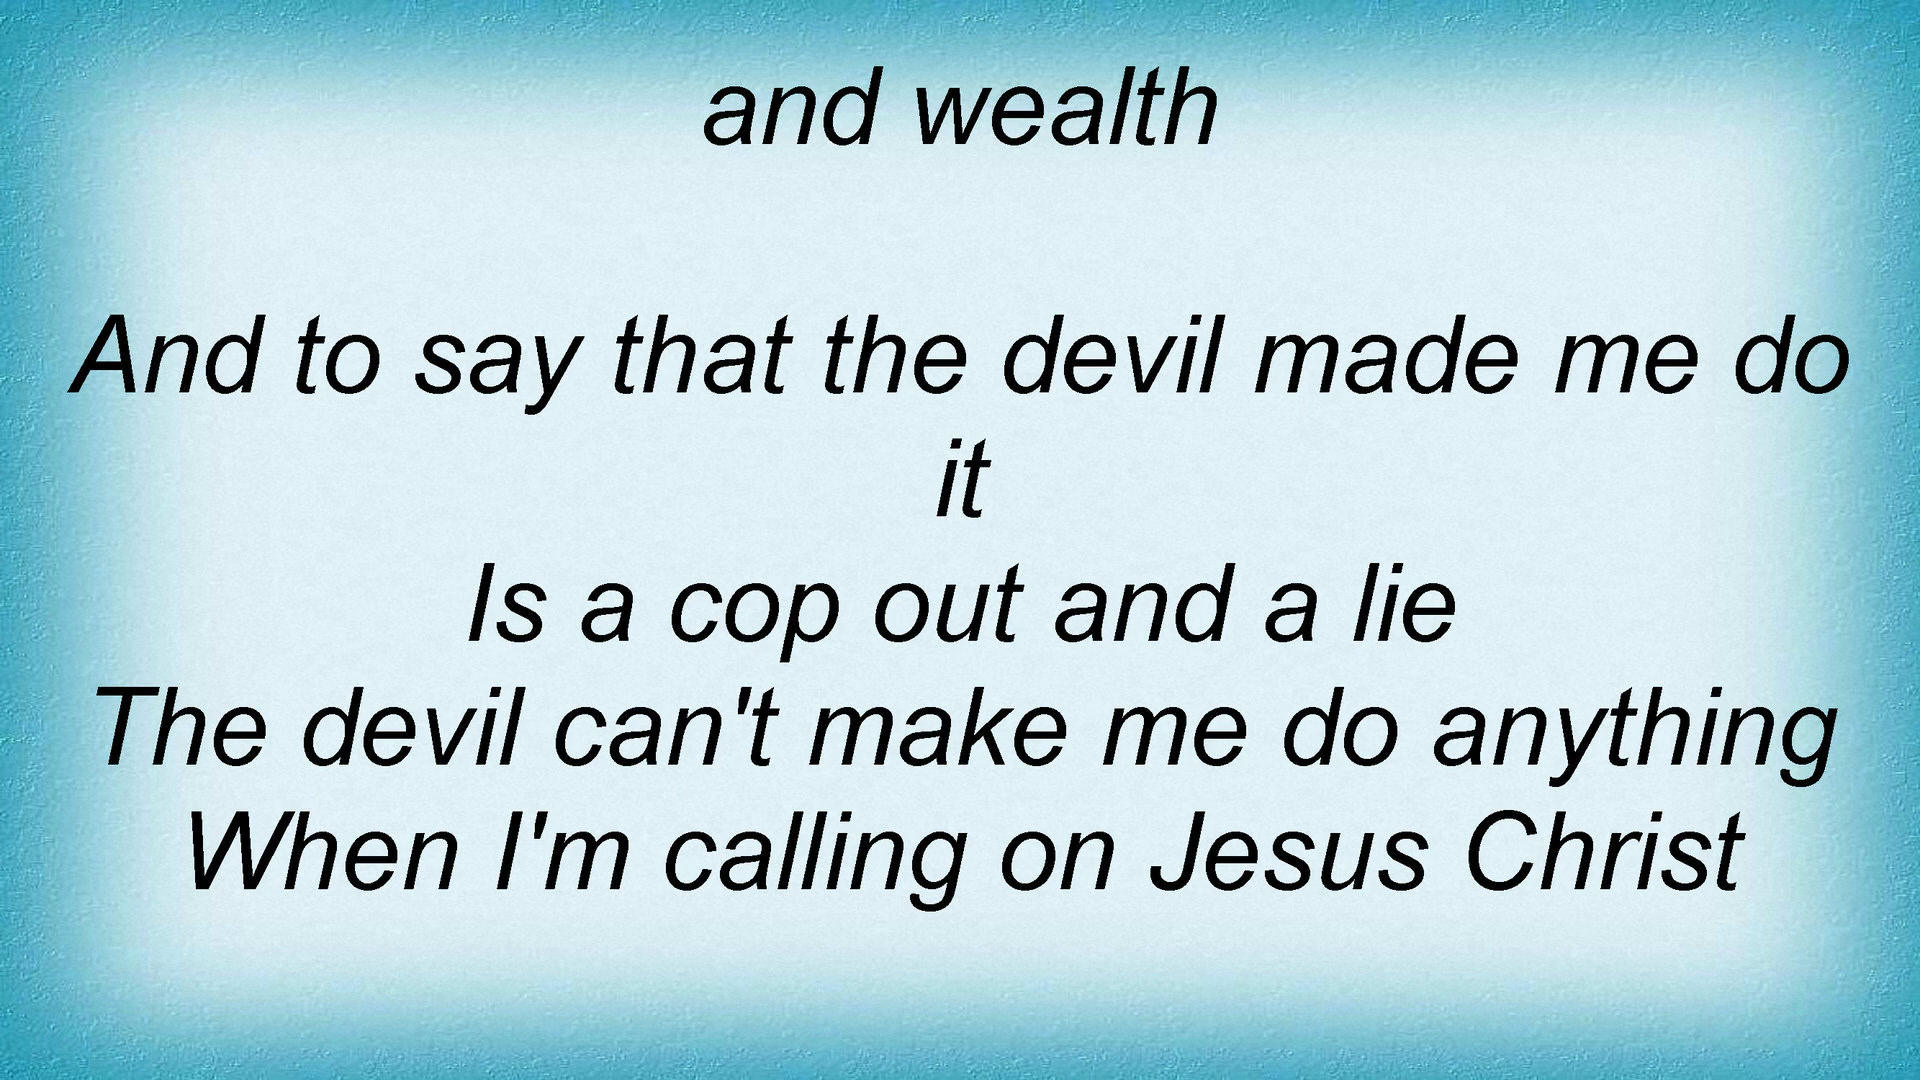 and wealth
And to say that the devil made me do
it
Is a cop out and a lie
The devil can't make me do anything
When I'm calling on Jesus Christ